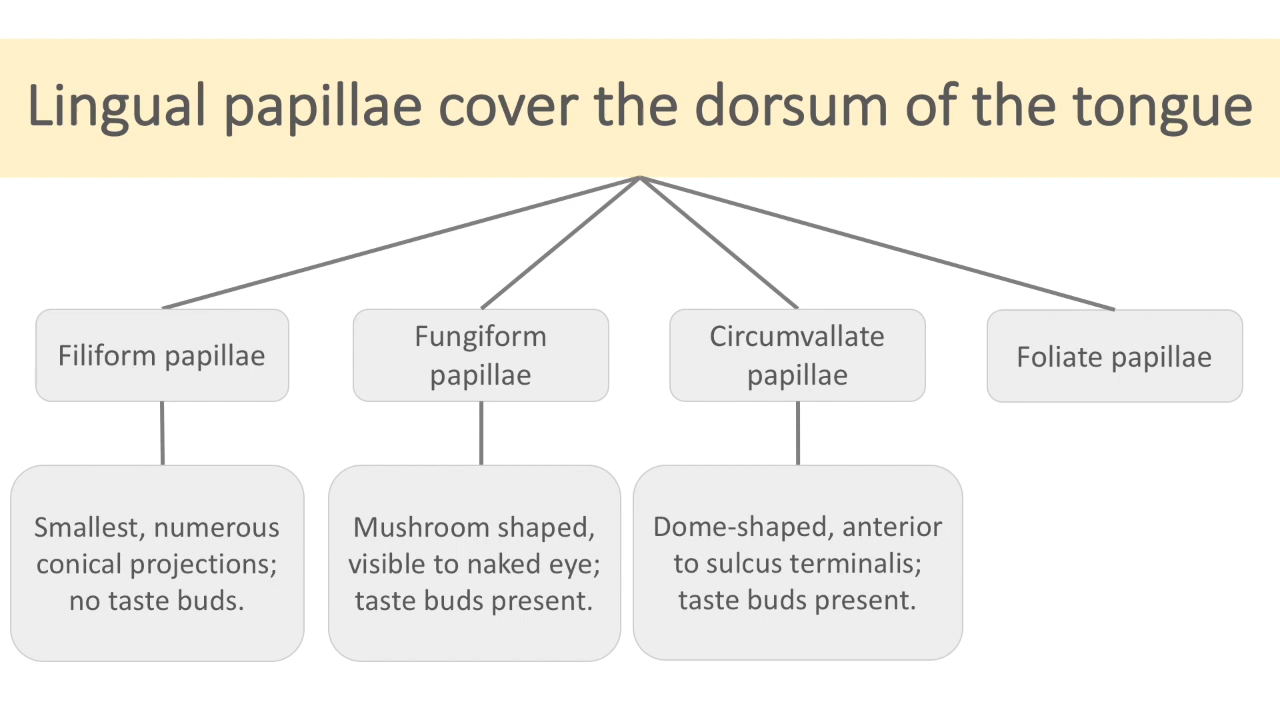 Lingual papillae cover the dorsum of the tongue
Filiform papillae
Fungiform
papillae
Circumvallate
papillae
Foliate papillae
Smallest, numerous
conical projections;
no taste buds.
Mushroom shaped,
visible to naked eye;
taste buds present.
Dome-shaped, anterior
to sulcus terminalis;
taste buds present.